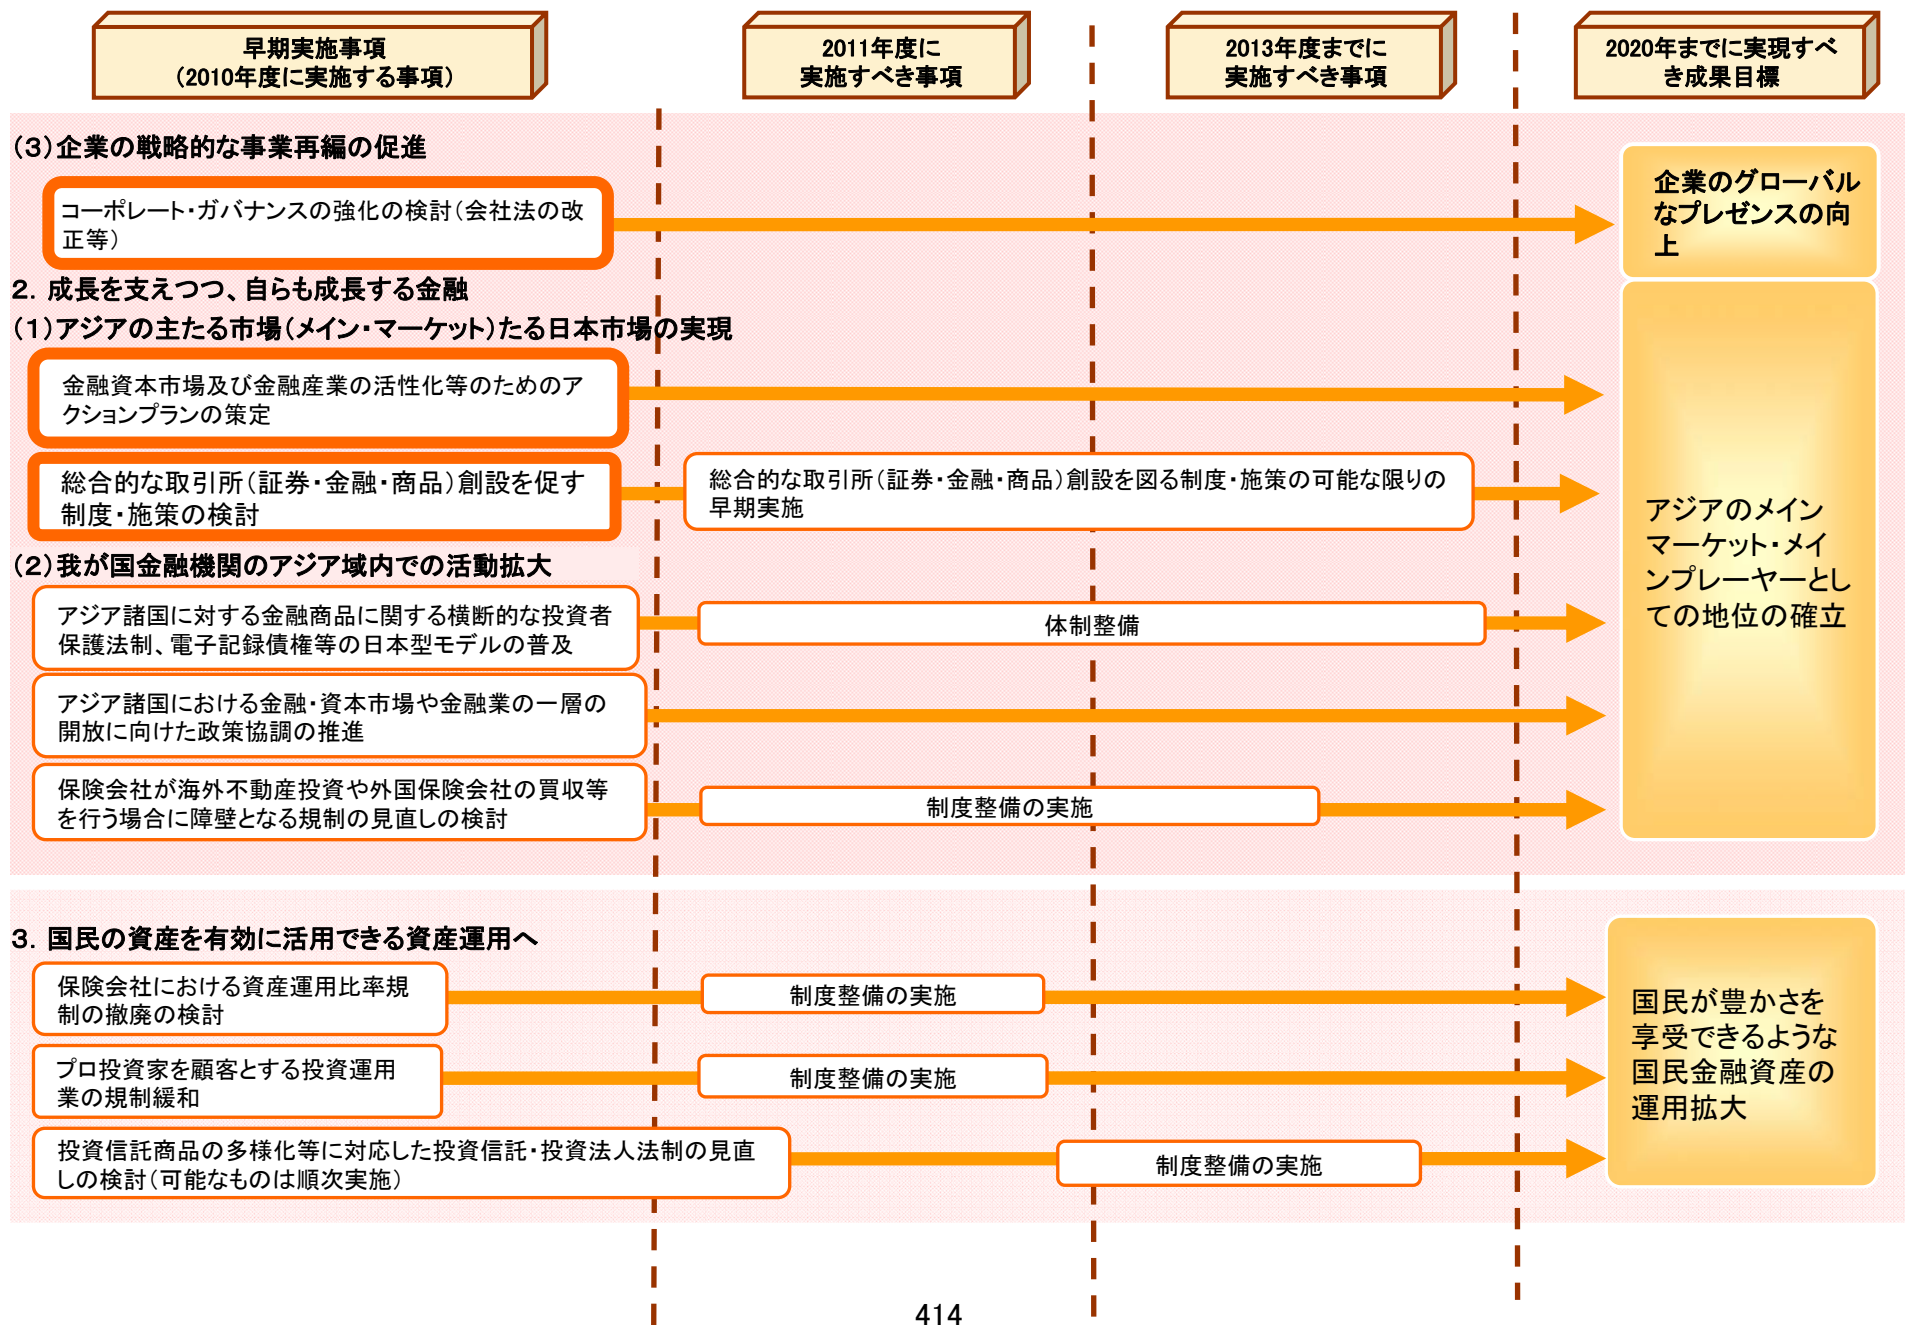 早期実施事項
(2010年度に実施する事項)
2011年度に
実施すべき事項
2013年度までに
実施すべき事項
2020年までに実現すべ
き成果目標
(3)企業の戦略的な事業再編の促進
コーポレート・ガバナンスの強化の検討(会社法の改
正等)
企業のグローバル
なプレゼンスの向
上
2.成長を支えつつ、自らも成長する金融
(1)アジアの主たる市場(メイン・マーケット)たる日本市場の実現
金融資本市場及び金融産業の活性化等のためのア
クションプランの策定
総合的な取引所(証券・金融・商品)創設を促す
制度・施策の検討
総合的な取引所(証券・金融・商品)創設を図る制度・施策の可能な限りの
早期実施
アジアのメイン
マーケット・メイ
ンプレーヤーとし
ての地位の確立
(2)我が国金融機関のアジア域内での活動拡大
アジア諸国に対する金融商品に関する横断的な投資者
保護法制、電子記録債権等の日本型モデルの普及
体制整備
アジア諸国における金融・資本市場や金融業の一層の
開放に向けた政策協調の推進
保険会社が海外不動産投資や外国保険会社の買収等
を行う場合に障壁となる規制の見直しの検討
制度整備の実施
3.国民の資産を有効に活用できる資産運用へ
保険会社における資産運用比率規
制の撤廃の検討
制度整備の実施
プロ投資家を顧客とする投資運用
業の規制緩和
制度整備の実施
投資信託商品の多様化等に対応した投資信託・投資法人法制の見直
しの検討(可能なものは順次実施)
制度整備の実施
国民が豊かさを
享受できるような
国民金融資産の
運用拡大
414